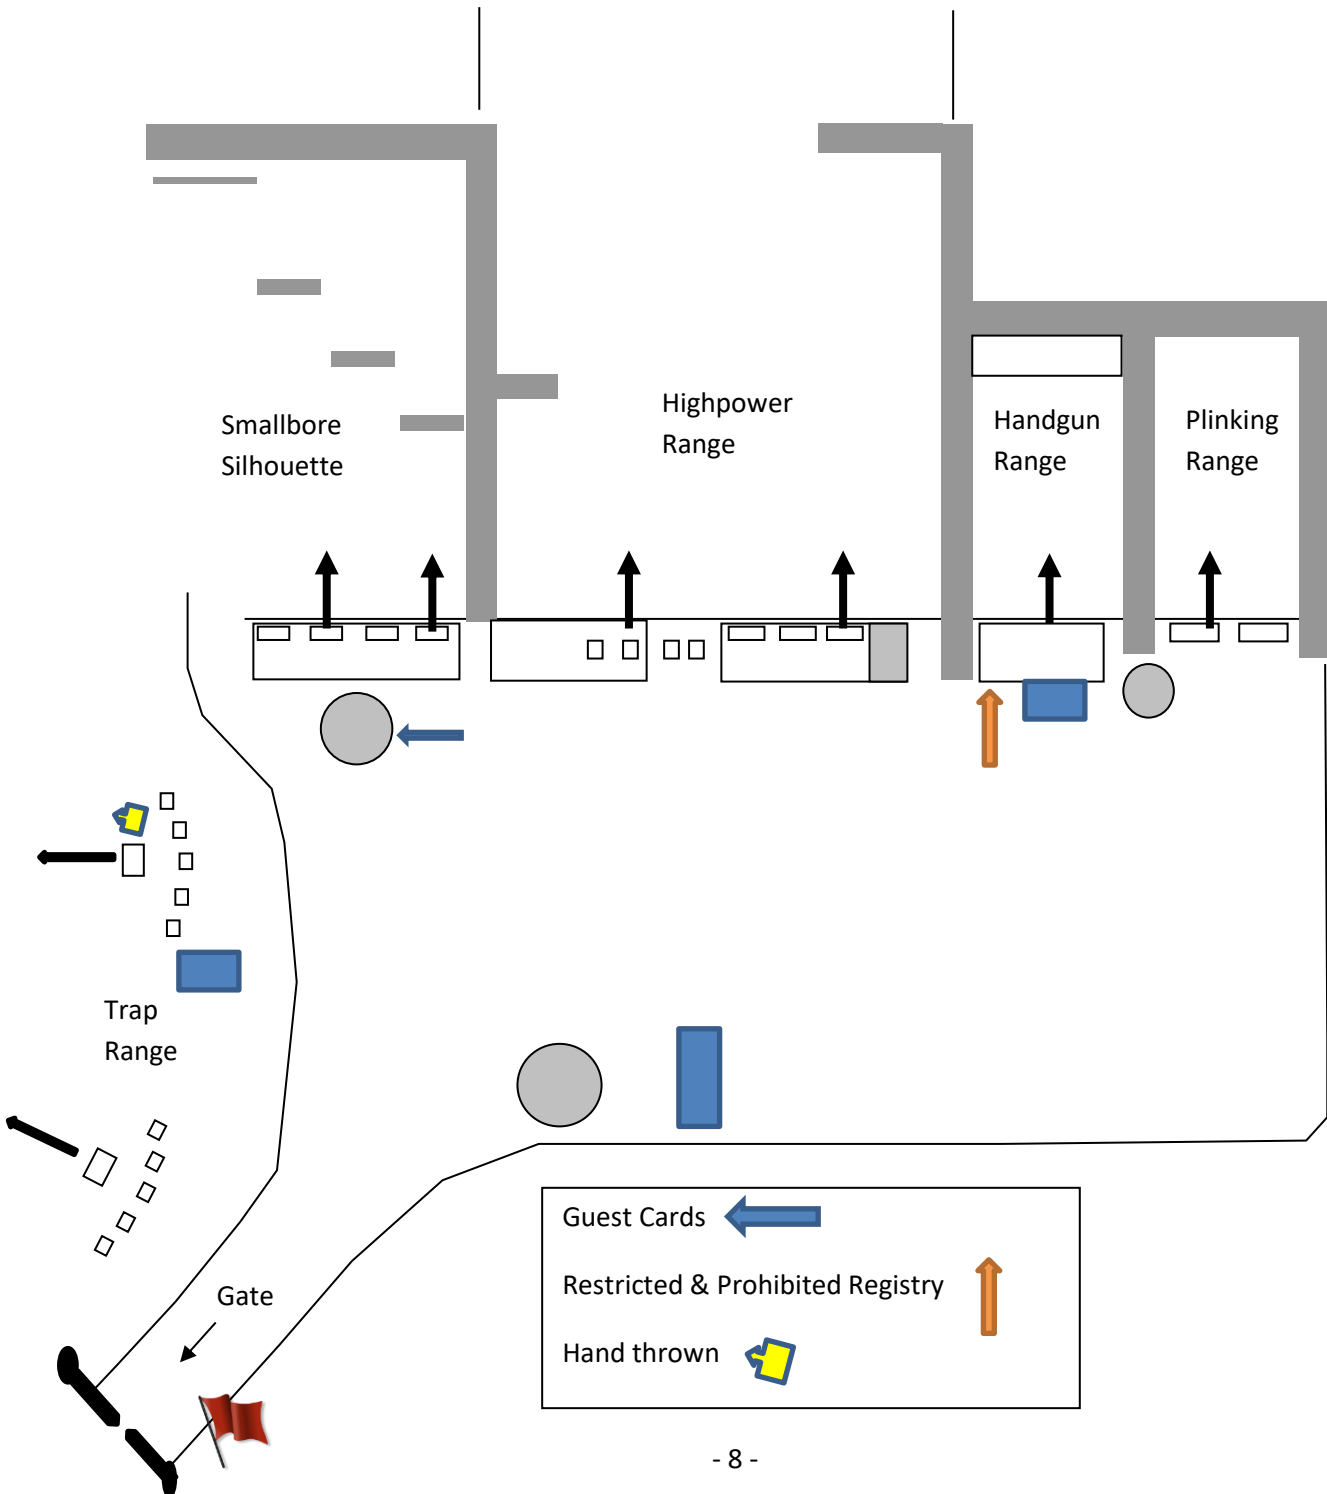 Smallbore
Silhouette
Highpower
Range
Handgun
Range
Plinking
Range
Trap
Range
Gate
Guest Cards
Restricted & Prohibited Registry
Hand thrown
- 8 -